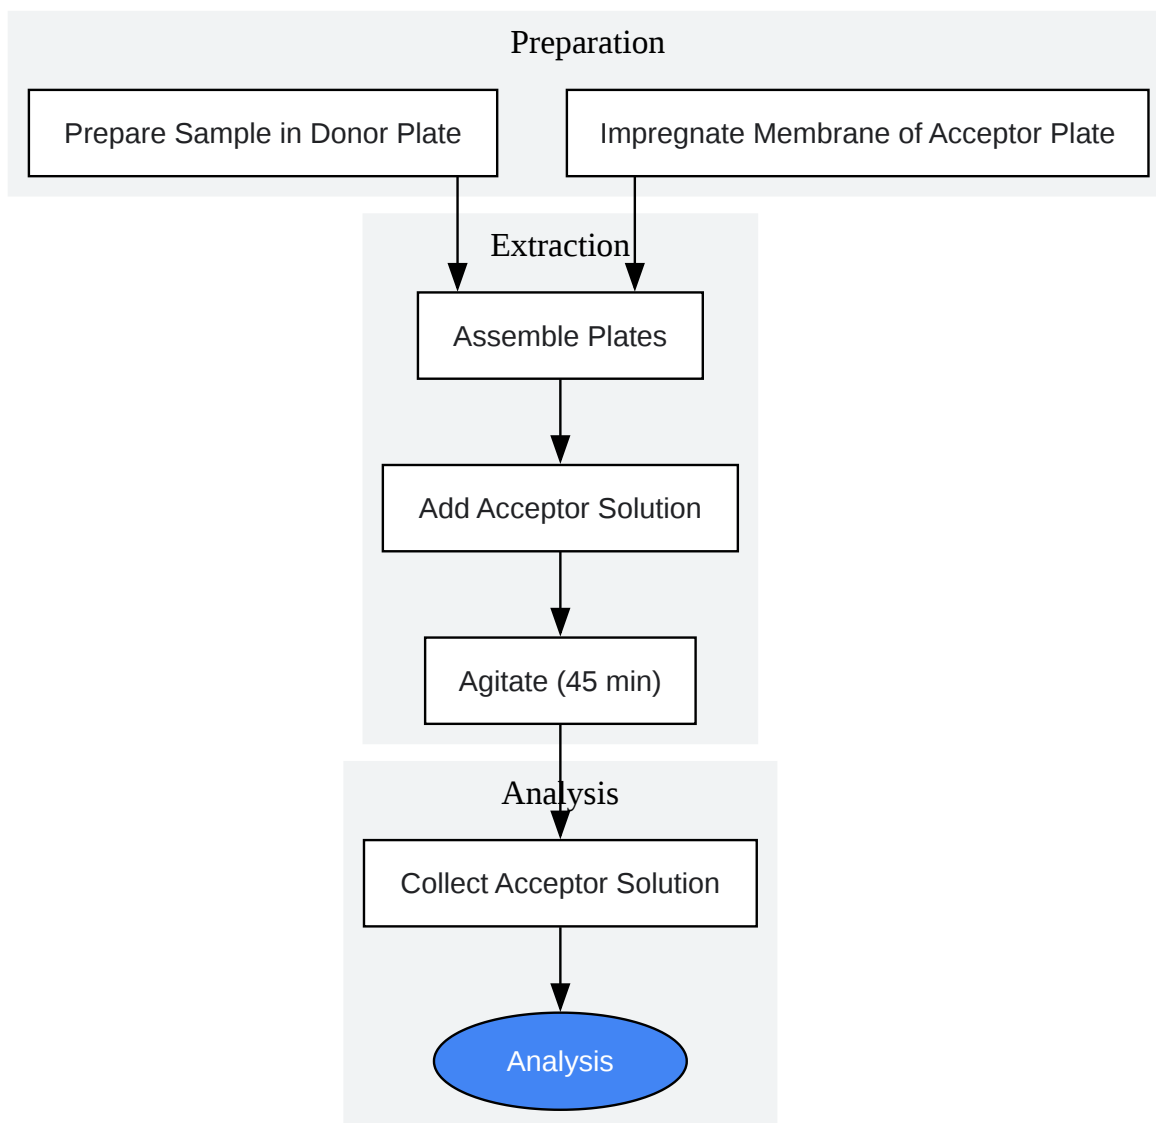 Preparation
Prepare Sample in Donor Plate
Impregnate Membrane of Acceptor Plate
Extraction
Assemble Plates
Add Acceptor Solution
Agitate (45 min)
Analysis
Collect Acceptor Solution
Analysis